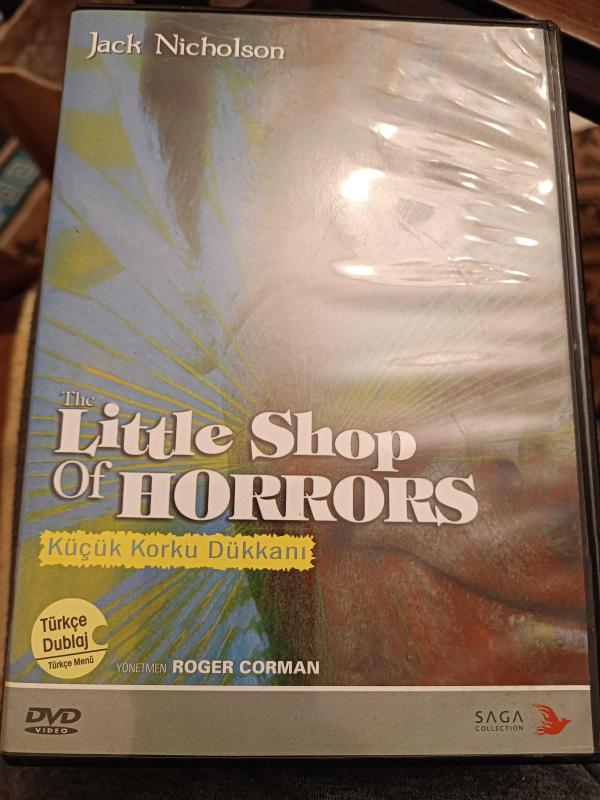 Jack Nicholson
The
Little Shop
Of HORRORS
Küçük Korku Dükkanı
Türkçe
Dublaj
Türkçe Menü
YÖNETMEN ROGER CORMAN
DVD
VIDEO
SAGA
COLLECTION